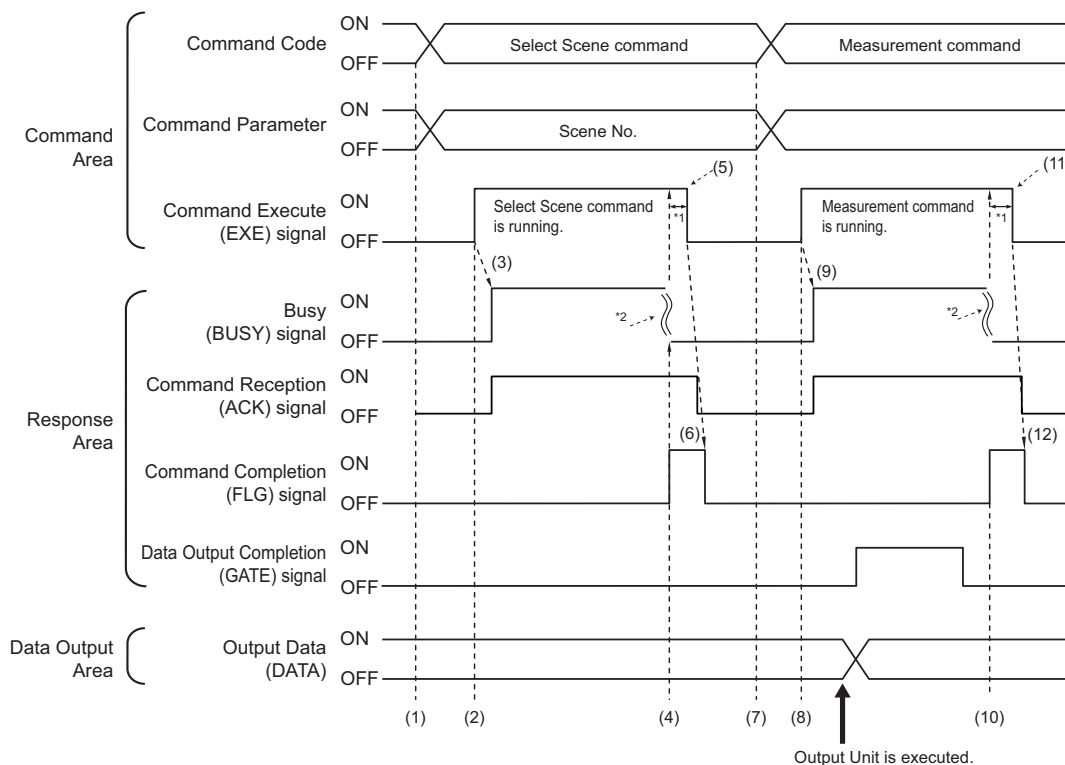 Command Code
ON
OFF
Select Scene command
Measurement command
Command Parameter
ON
OFF
Scene No.
Command
Area
Command Execute
(EXE) signal
ON
OFF
Select Scene command
is running.
*1
(5)
Measurement command
is running.
*1
(11
(3)
(9)
Busy
(BUSY) signal
ON
OFF
*2
*2
Command Reception
(ACK) signal
ON
OFF
Response
Area
(6)
(12)
Command Completion
(FLG) signal
ON
OFF
Data Output Completion
(GATE) signal
ON
OFF
Data Output
Area
Output Data
(DATA)
ON
OFF
(1)
(2)
(4)
(7)
(8)
(10)
Output Unit is executed.